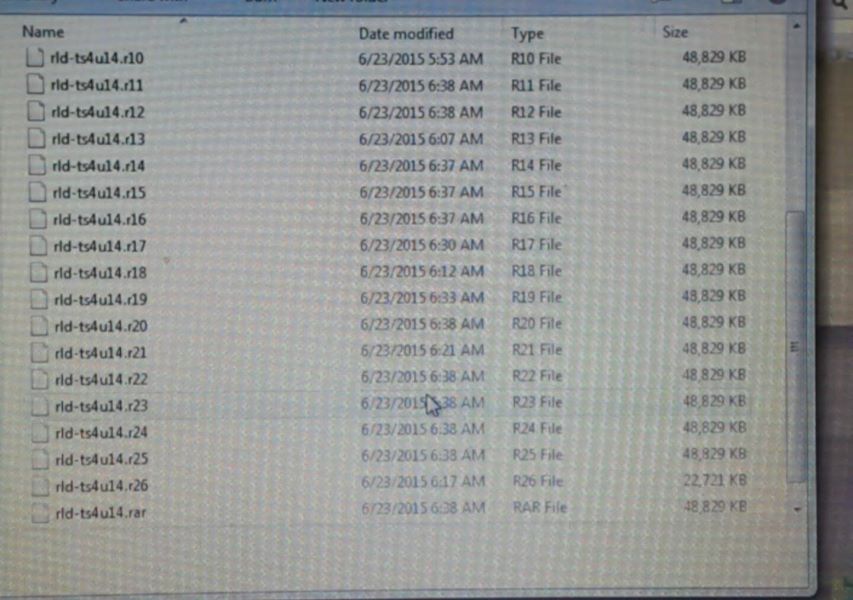 Name Date modified Type Size
rld-ts4u14.r10 6/23/2015 5:53 AM R10 File 48,829 KB
rld-ts4u14.r11 6/23/2015 6:38 AM R11 File 48,829 KB
rld-ts4u14.r12 6/23/2015 6:38 AM R12 File 48,829 KB
rld-ts4u14.r13 6/23/2015 6:07 AM R13 File 48,829 KB
rld-ts4u14.r14 6/23/2015 6:37 AM R14 File 48,829 KB
rld-ts4u14.r15 6/23/2015 6:37 AM R15 File 48,829 KB
rld-ts4u14.r16 6/23/2015 6:37 AM R16 File 48,829 KB
rld-ts4u14.r17 6/23/2015 6:30 AM R17 File 48,829 KB
rld-ts4u14.r18 6/23/2015 6:12 AM R18 File 48,829 KB
rld-ts4u14.r19 6/23/2015 6:33 AM R19 File 48,829 KB
rld-ts4u14.r20 6/23/2015 6:38 AM R20 File 48,829 KB
rld-ts4u14.r21 6/23/2015 6:21 AM R21 File 48,829 KB
rld-ts4u14.r22 6/23/2015 6:38 AM R22 File 48,829 KB
rld-ts4u14.r23 6/23/2015 :38 AM R23 File 48,829 KB
rld-ts4u14.r24 6/23/2015 6:38 AM R24 File 48,829 KB
rld-ts4u14.r25 6/23/2015 6:38 AM R25 File 48,829 KB
rld-ts4u14.r26 6/23/2015 6:17 AM R26 File 22,721 KB
rld-ts4u14.rar 6/23/2015 6:38 AM RAR File 48,829 KB